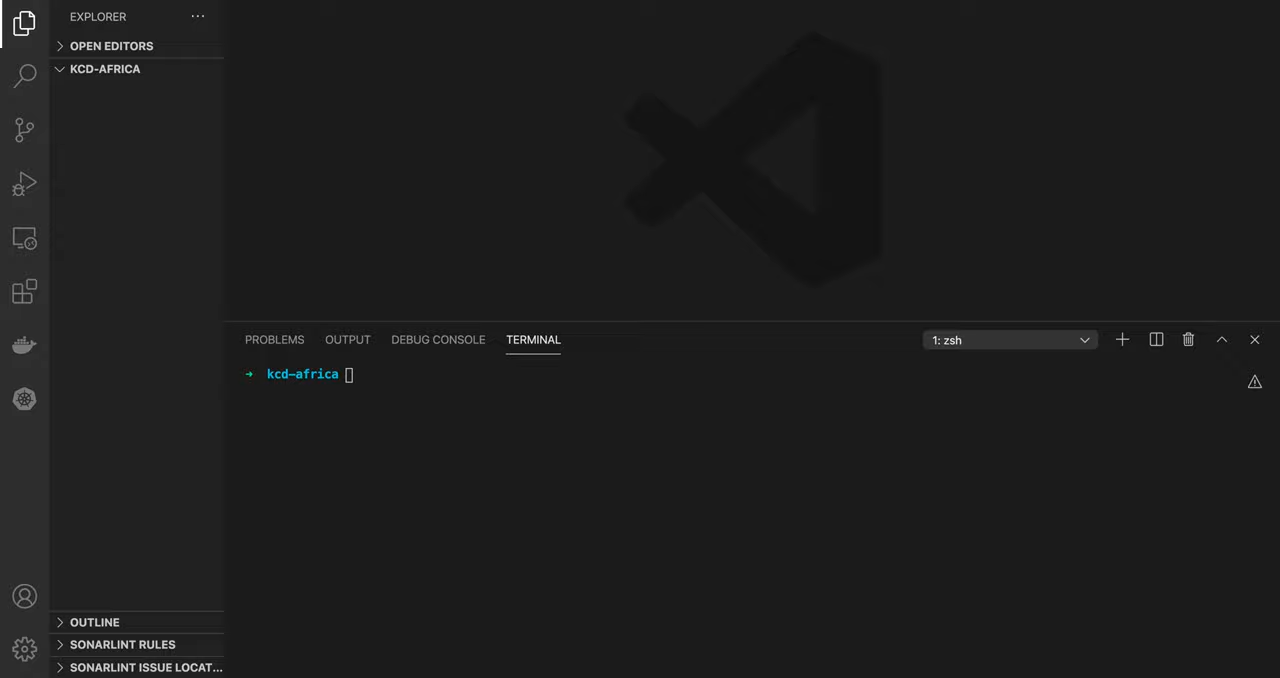 EXPLORER
OPEN EDITORS
KCD-AFRICA
PROBLEMS OUTPUT DEBUG CONSOLE TERMINAL 1: zsh
➜ kcd-africa
OUTLINE
SONARLINT RULES
SONARLINT ISSUE LOCAT...